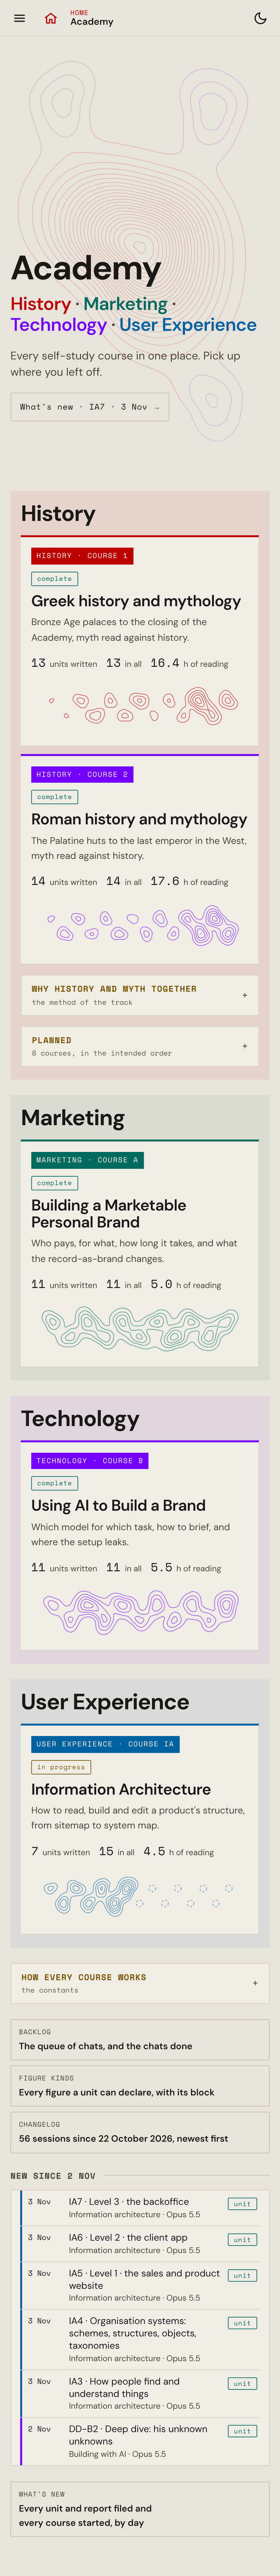 HOME
Academy
Academy
History · Marketing ·
Technology · User Experience
Every self-study course in one place. Pick up
where you left off.
What's new · IA7 · 3 Nov →
History
HISTORY · COURSE 1
complete
Greek history and mythology
Bronze Age palaces to the closing of the
Academy, myth read against history.
13 units written 13 in all 16.4 h of reading
HISTORY · COURSE 2
complete
Roman history and mythology
The Palatine huts to the last emperor in the West,
myth read against history.
14 units written 14 in all 17.6 h of reading
WHY HISTORY AND MYTH TOGETHER
the method of the track
+
PLANNED
8 courses, in the intended order
+
Marketing
MARKETING · COURSE A
complete
Building a Marketable
Personal Brand
Who pays, for what, how long it takes, and what
the record-as-brand changes.
11 units written 11 in all 5.0 h of reading
Technology
TECHNOLOGY · COURSE B
complete
Using AI to Build a Brand
Which model for which task, how to brief, and
where the setup leaks.
11 units written 11 in all 5.5 h of reading
User Experience
USER EXPERIENCE · COURSE IA
in progress
Information Architecture
How to read, build and edit a product's structure,
from sitemap to system map.
7 units written 15 in all 4.5 h of reading
HOW EVERY COURSE WORKS
the constants
+
BACKLOG
The queue of chats, and the chats done
FIGURE KINDS
Every figure a unit can declare, with its block
CHANGELOG
56 sessions since 22 October 2026, newest first
NEW SINCE 2 NOV
3 Nov IA7 · Level 3 · the backoffice unit
Information architecture · Opus 5.5
3 Nov IA6 · Level 2 · the client app unit
Information architecture · Opus 5.5
3 Nov IA5 · Level 1 · the sales and product unit
website
Information architecture · Opus 5.5
3 Nov IA4 · Organisation systems: unit
schemes, structures, objects,
taxonomies
Information architecture · Opus 5.5
3 Nov IA3 · How people find and unit
understand things
Information architecture · Opus 5.5
2 Nov DD-B2 · Deep dive: his unknown unit
unknowns
Building with AI · Opus 5.5
WHAT'S NEW
Every unit and report filed and
every course started, by day